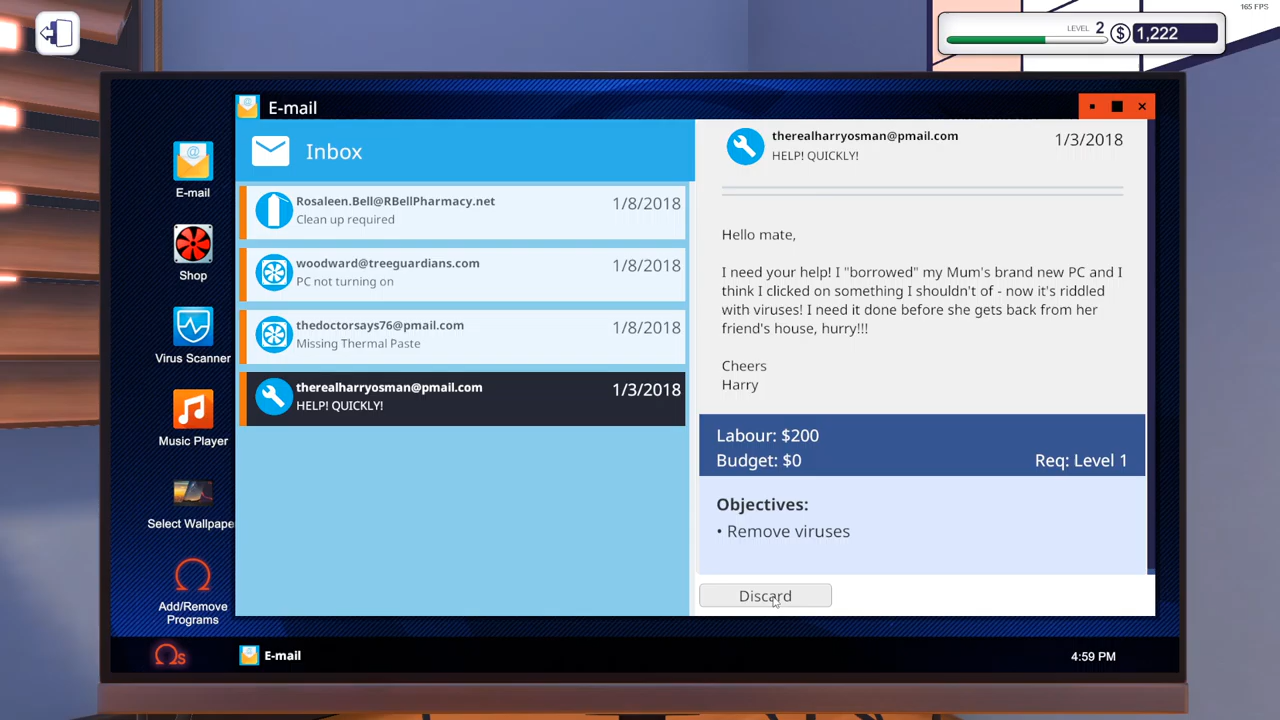 165 FPS
LEVEL 2
$ 1,222
E-mail
E-mail
Shop
Virus Scanner
Music Player
Select Wallpape
Add/Remove
Programs
Inbox
Rosaleen.Bell@RBellPharmacy.net 1/8/2018
Clean up required
woodward@treeguardians.com 1/8/2018
PC not turning on
thedoctorsays76@pmail.com 1/8/2018
Missing Thermal Paste
therealharryosman@pmail.com 1/3/2018
HELP! QUICKLY!
therealharryosman@pmail.com 1/3/2018
HELP! QUICKLY!
Hello mate,
I need your help! I "borrowed" my Mum's brand new PC and I
think I clicked on something I shouldn't of - now it's riddled
with viruses! I need it done before she gets back from her
friend's house, hurry!!!
Cheers
Harry
Labour: $200
Budget: $0 Req: Level 1
Objectives:
• Remove viruses
Discard
Ωs E-mail 4:59 PM